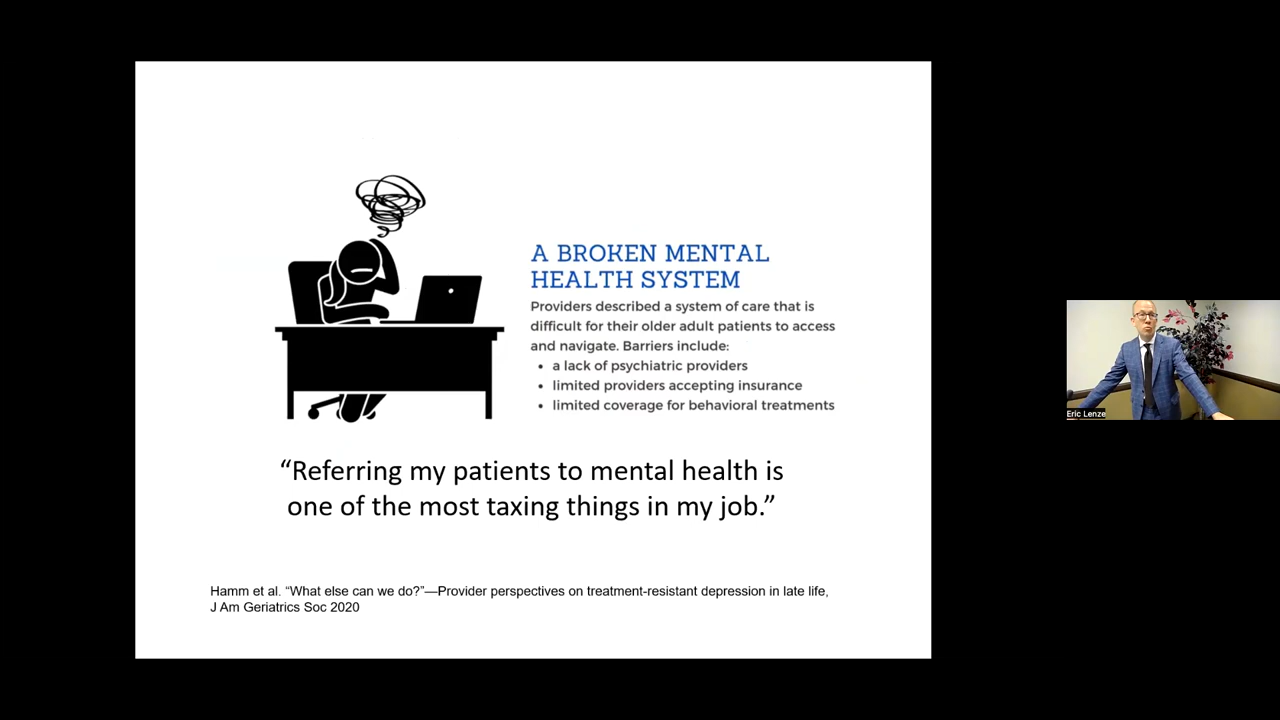 A BROKEN MENTAL
HEALTH SYSTEM
Providers described a system of care that is
difficult for their older adult patients to access
and navigate. Barriers include:
• a lack of psychiatric providers
• limited providers accepting insurance
• limited coverage for behavioral treatments
“Referring my patients to mental health is
one of the most taxing things in my job.”
Hamm et al. “What else can we do?”—Provider perspectives on treatment-resistant depression in late life,
J Am Geriatrics Soc 2020
Eric Lenze